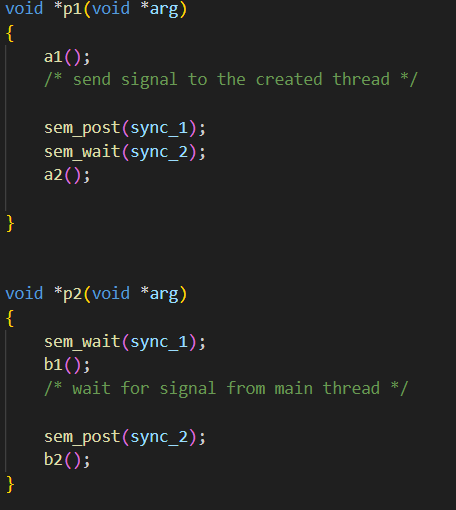 void *p1(void *arg)
{
    a1();
    /* send signal to the created thread */
    sem_post(sync_1);
    sem_wait(sync_2);
    a2();
}
void *p2(void *arg)
{
    sem_wait(sync_1);
    b1();
    /* wait for signal from main thread */
    sem_post(sync_2);
    b2();
}